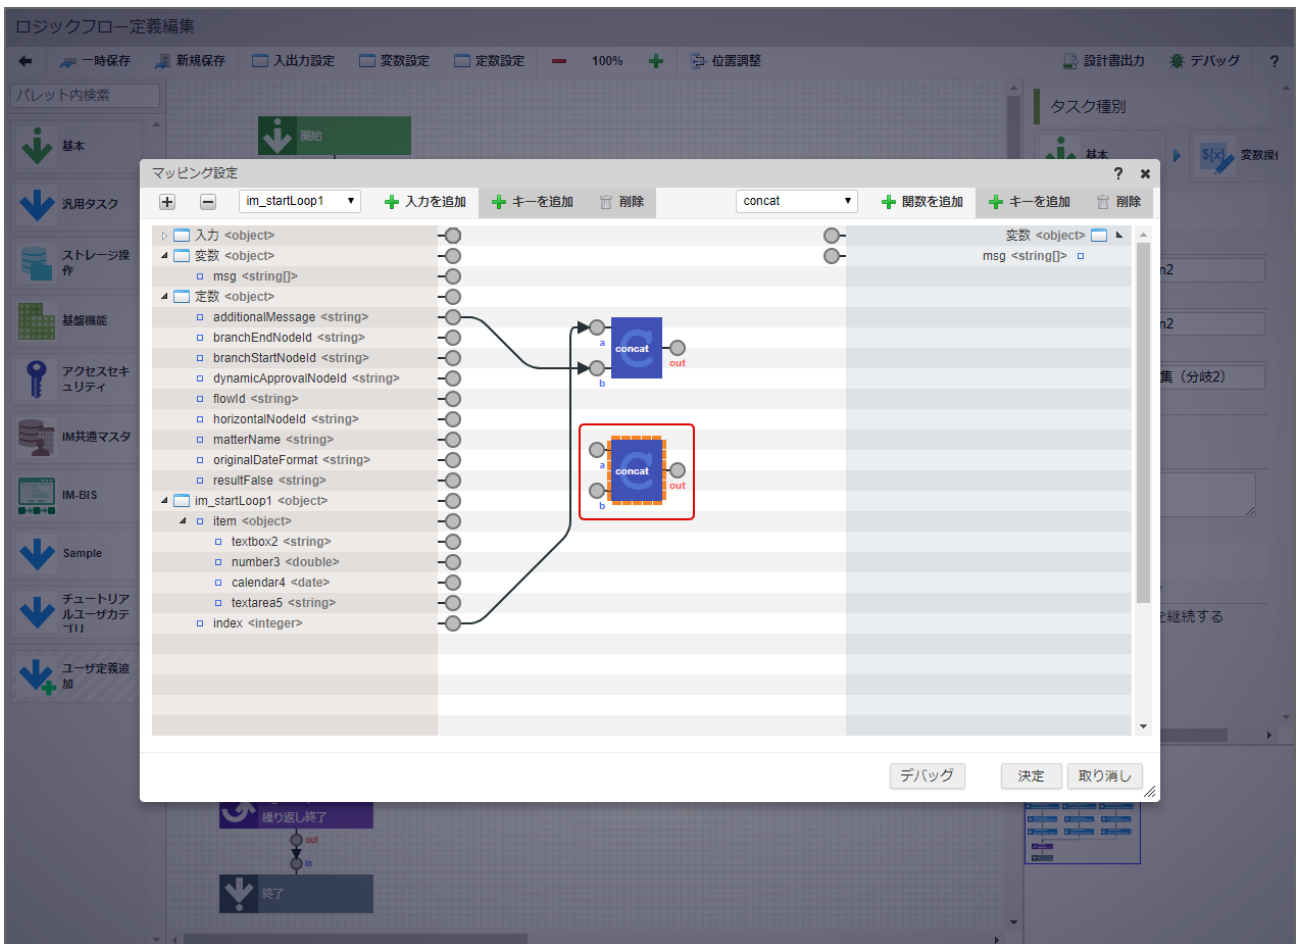 ロジックフロー定義編集
一時保存 新規保存 入出力設定 変数設定 定数設定 100% 位置調整 設計書出力 デバッグ ?
パレット内検索
基本
汎用タスク
ストレージ操
作
基盤機能
アクセスセキ
ュリティ
IM共通マスタ
IM-BIS
Sample
チュートリア
ルユーザカテ
ゴリ
ユーザ定義追
加
開始
タスク種別
基本 ${x} 変数操
マッピング設定 ?
im_startLoop1 入力を追加 キーを追加 削除 concat 関数を追加 キーを追加 削除
入力 <object>
変数 <object>
msg <string[]>
定数 <object>
additionalMessage <string>
branchEndNodeId <string>
branchStartNodeId <string>
dynamicApprovalNodeId <string>
flowId <string>
horizontalNodeId <string>
matterName <string>
originalDateFormat <string>
resultFalse <string>
im_startLoop1 <object>
item <object>
textbox2 <string>
number3 <double>
calendar4 <date>
textarea5 <string>
index <integer>
a
concat
out
b
a
concat
out
b
変数 <object>
msg <string[]>
n2
n2
集（分岐2）
を継続する
デバッグ 決定 取り消し
繰り返し終了
out
in
終了